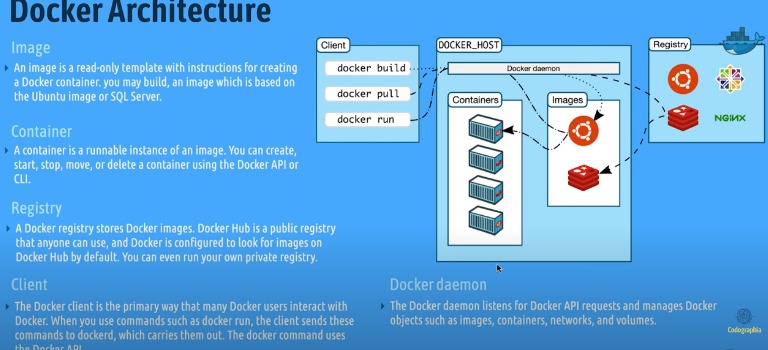 Docker Architecture
Image
An image is a read-only template with instructions for creating
a Docker container. you may build, an image which is based on
the Ubuntu image or SQL Server.
Container
A container is a runnable instance of an image. You can create,
start, stop, move, or delete a container using the Docker API or
CLI.
Registry
A Docker registry stores Docker images. Docker Hub is a public registry
that anyone can use, and Docker is configured to look for images on
Docker Hub by default. You can even run your own private registry.
Client
The Docker client is the primary way that many Docker users interact with
Docker. When you use commands such as docker run, the client sends these
commands to dockerd, which carries them out. The docker command uses
the Docker API.
Client
docker build
docker pull
docker run
DOCKER_HOST
Docker daemon
Containers
Images
Registry
NGINX
Docker daemon
The Docker daemon listens for Docker API requests and manages Docker
objects such as images, containers, networks, and volumes.
Codographia